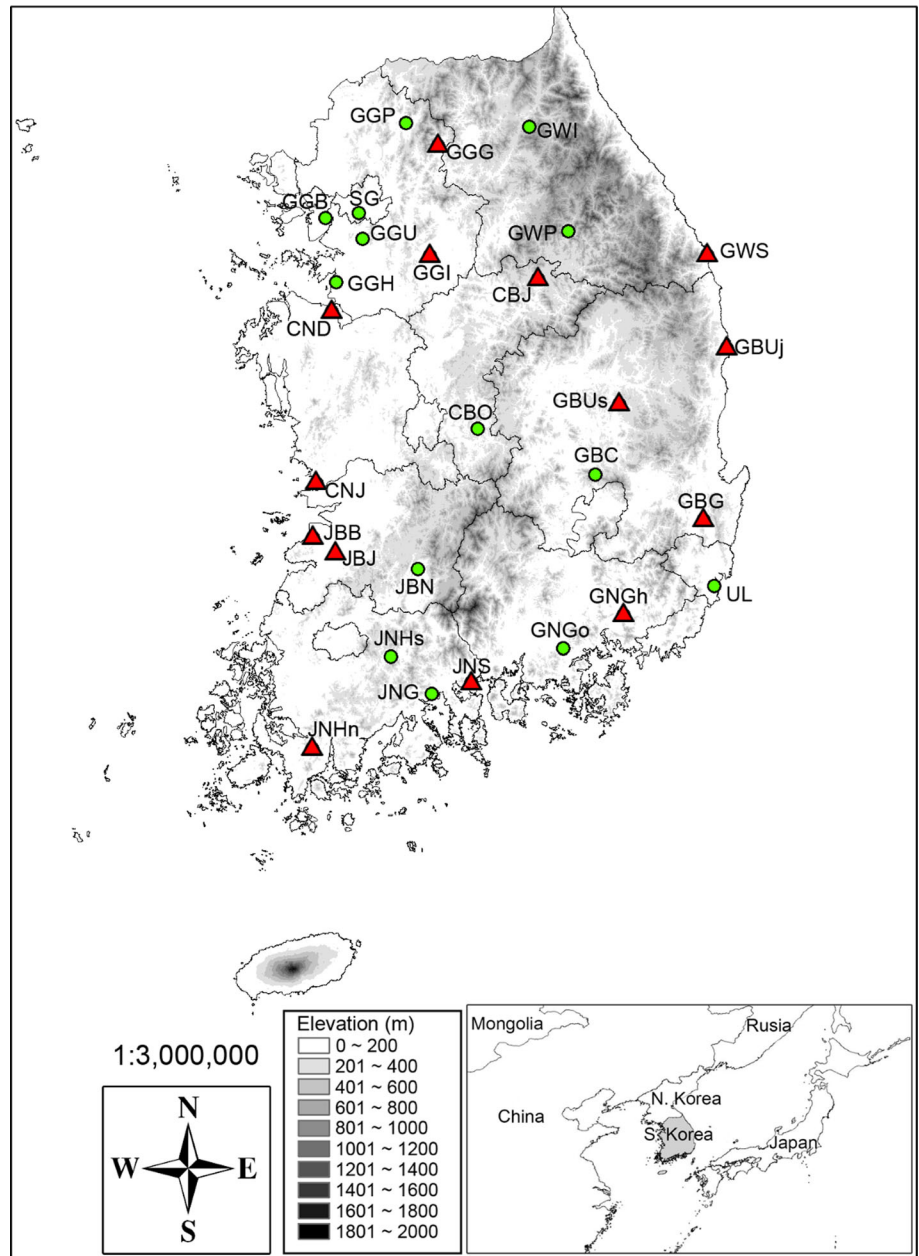 GGP
GWI
GGG
GGB
SG
GGU
GWP
GWS
GGI
GGH
CBJ
CND
GBUj
GBUs
CBO
GBC
CNJ
GBG
JBB
JBJ
JBN
UL
GNGh
GNGo
JNHs
JNS
JNG
JNHn
1:3,000,000
N
W
E
S
Elevation (m)
0 ~ 200
201 ~ 400
401 ~ 600
601 ~ 800
801 ~ 1000
1001 ~ 1200
1201 ~ 1400
1401 ~ 1600
1601 ~ 1800
1801 ~ 2000
Mongolia
Rusia
N. Korea
China
S. Korea
Japan